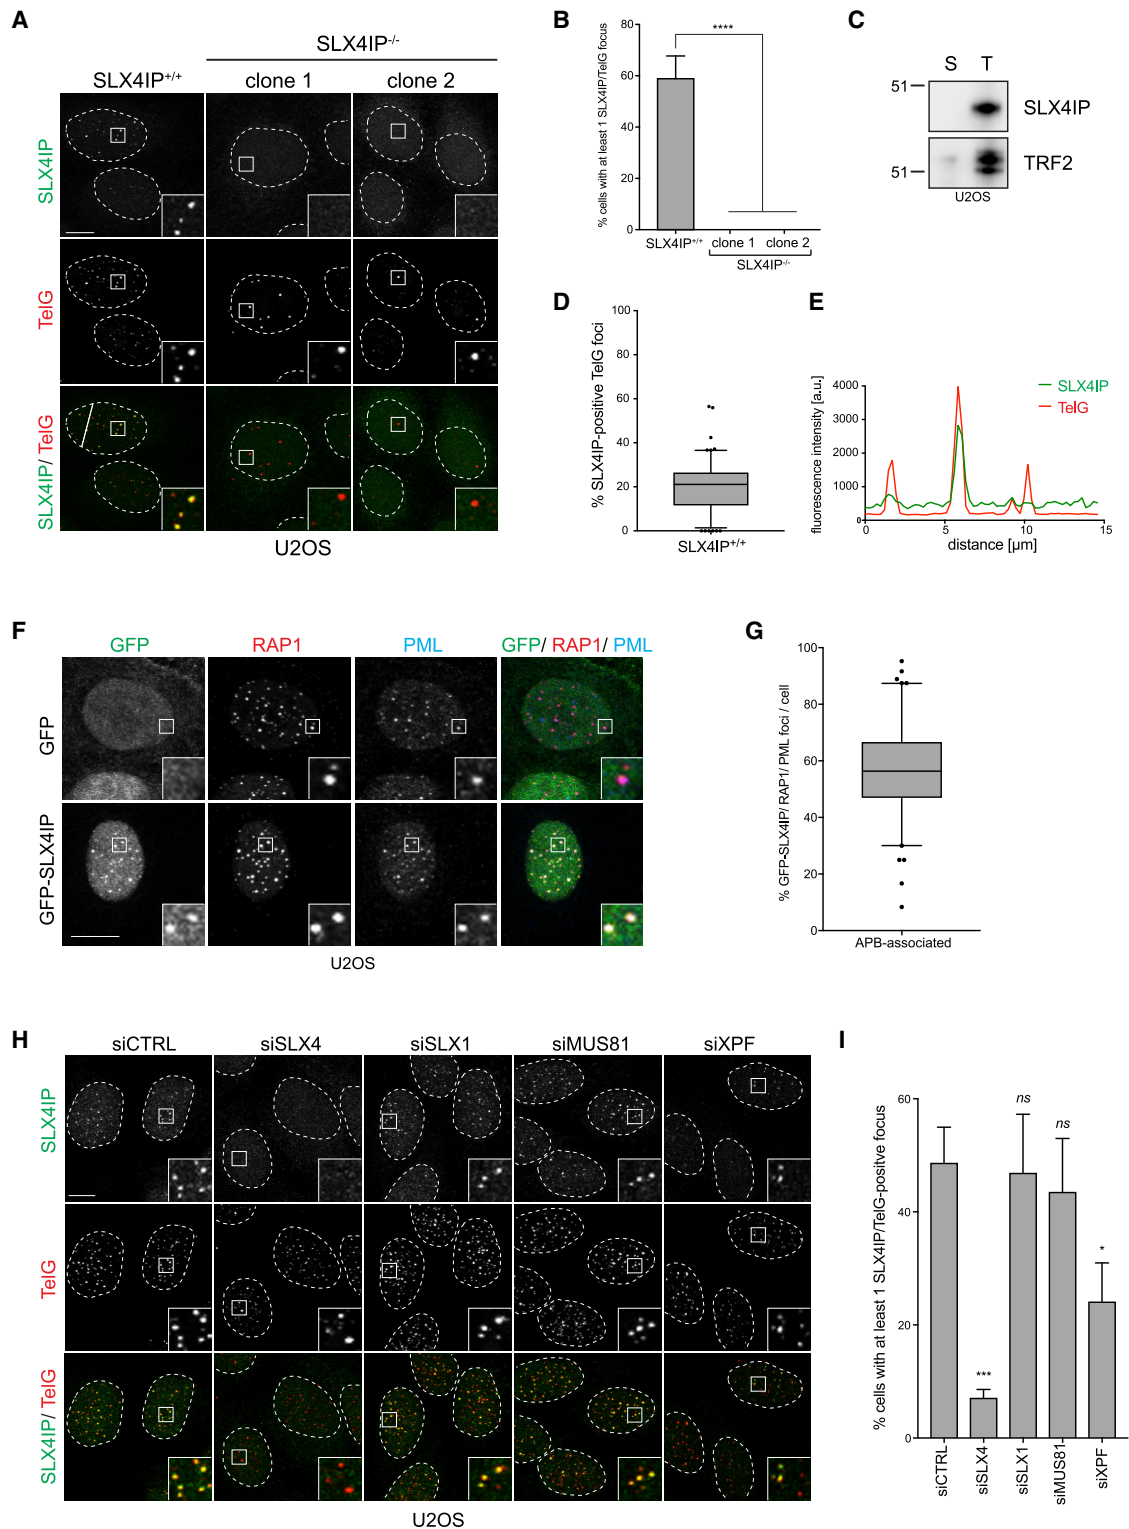 A
SLX4IP-/-
SLX4IP+/+
clone 1
clone 2
SLX4IP
TelG
SLX4IP/ TelG
U2OS
B
% cells with at least 1 SLX4IP/TelG focus
80
60
40
20
0
****
SLX4IP+/+
clone 1
clone 2
SLX4IP-/-
C
S
T
51
SLX4IP
51
TRF2
U2OS
D
% SLX4IP-positive TelG foci
100
80
60
40
20
0
SLX4IP+/+
E
fluorescence intensity [a.u.]
4000
3000
2000
1000
0
0
5
10
15
distance [µm]
SLX4IP
TelG
F
GFP
RAP1
PML
GFP/ RAP1/ PML
GFP
GFP-SLX4IP
U2OS
G
% GFP-SLX4IP/ RAP1/ PML foci / cell
100
80
60
40
20
0
APB-associated
H
siCTRL
siSLX4
siSLX1
siMUS81
siXPF
SLX4IP
TelG
SLX4IP/ TelG
U2OS
I
% cells with at least 1 SLX4IP/TelG-positve focus
60
40
20
0
***
ns
ns
*
siCTRL
siSLX4
siSLX1
siMUS81
siXPF